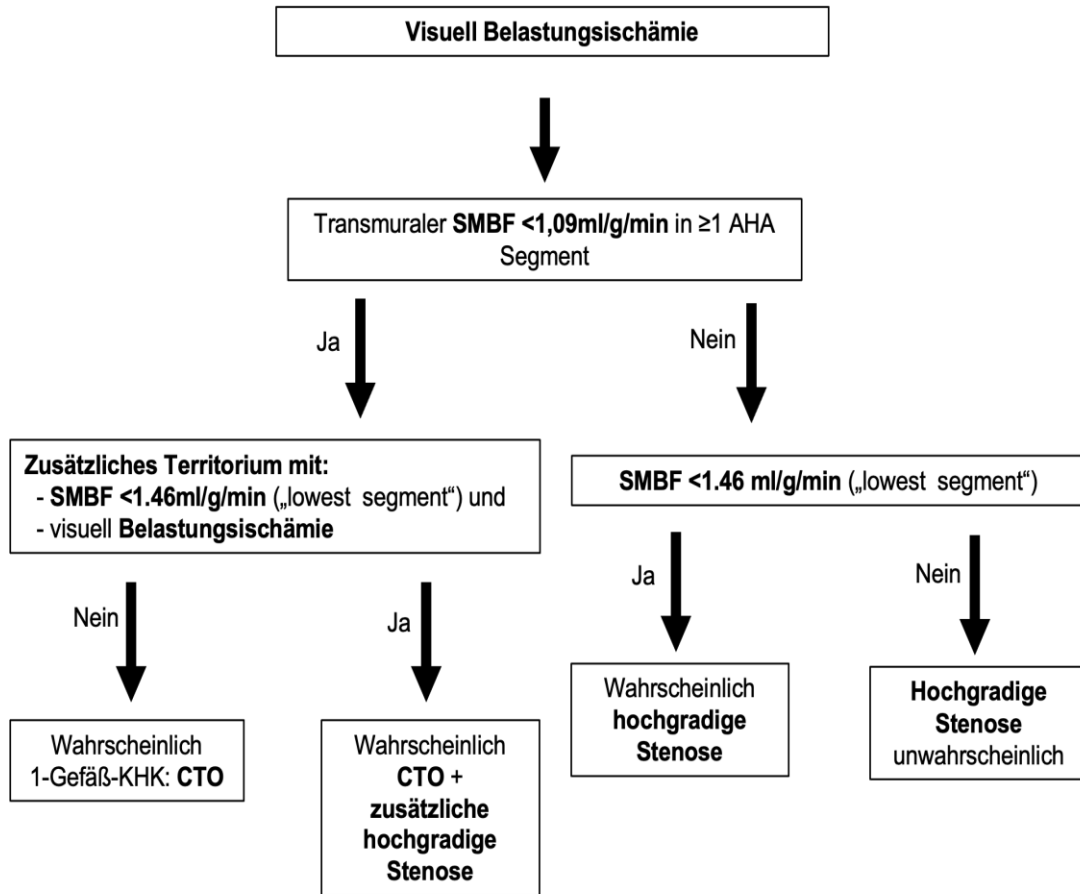 Visuell Belastungsischämie
Transmuraler SMBF <1,09ml/g/min in ≥1 AHA
Segment
Ja
Nein
Zusätzliches Territorium mit:
- SMBF <1.46ml/g/min („lowest segment“) und
- visuell Belastungsischämie
SMBF <1.46 ml/g/min („lowest segment“)
Nein
Ja
Ja
Nein
Wahrscheinlich
1-Gefäß-KHK: CTO
Wahrscheinlich
CTO +
zusätzliche
hochgradige
Stenose
Wahrscheinlich
hochgradige
Stenose
Hochgradige
Stenose
unwahrscheinlich